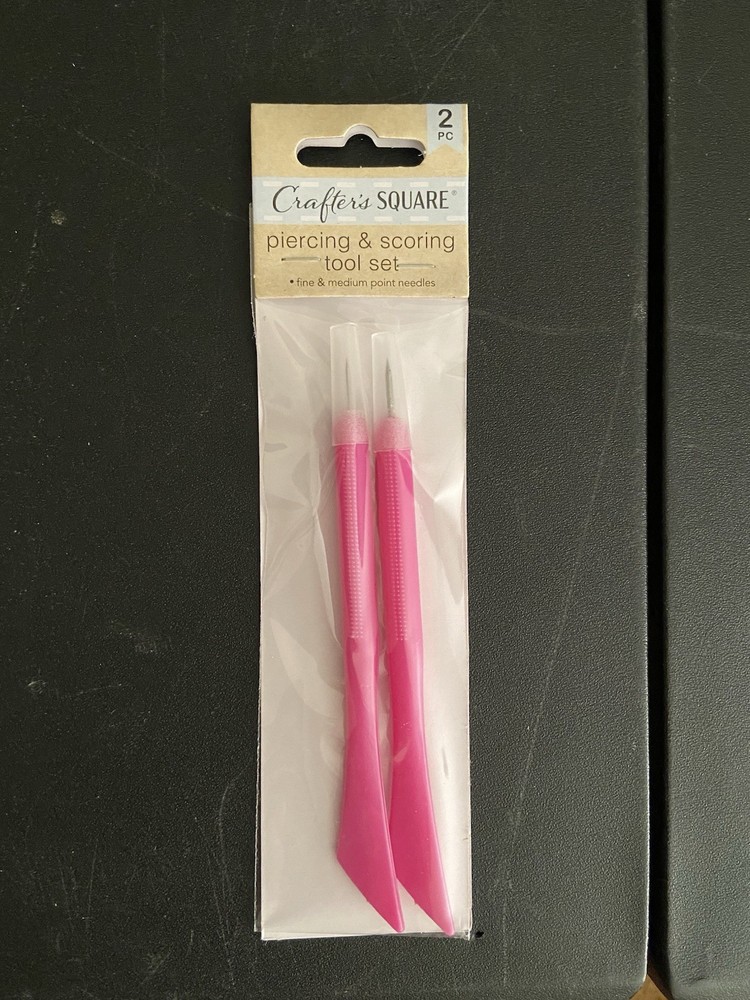 2
PC
Crafter's SQUARE®
piercing & scoring
tool set
• fine & medium point needles